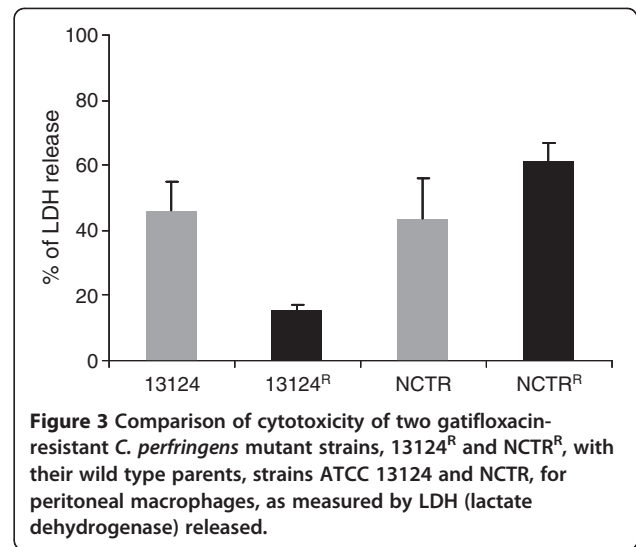 100
80
60
40
20
0
% of LDH release
13124
13124ᴿ
NCTR
NCTRᴿ
Figure 3 Comparison of cytotoxicity of two gatifloxacin-
resistant C. perfringens mutant strains, 13124ᴿ and NCTRᴿ, with
their wild type parents, strains ATCC 13124 and NCTR, for
peritoneal macrophages, as measured by LDH (lactate
dehydrogenase) released.